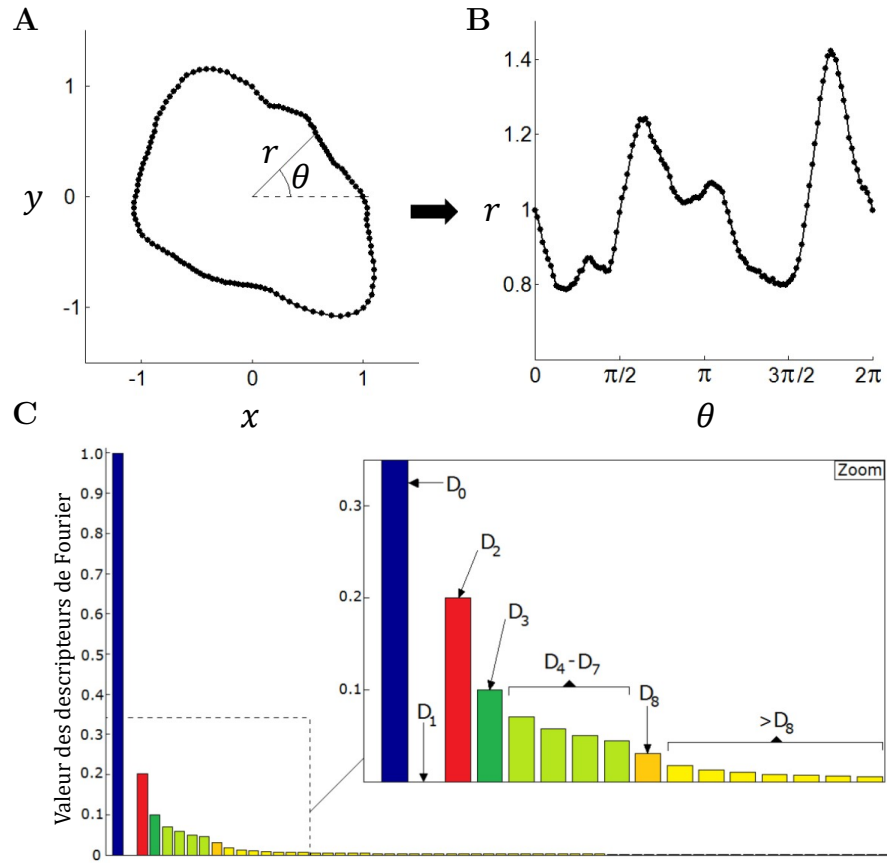 A
B
1
0
-1
y
r
θ
-1
0
1
x
1.4
1.2
1
0.8
r
0
π/2
π
3π/2
2π
θ
C
Valeur des descripteurs de Fourier
1.0
0.9
0.8
0.7
0.6
0.5
0.4
0.3
0.2
0.1
0
Zoom
0.3
0.2
0.1
D0
D1
D2
D3
D4 - D7
D8
>D8